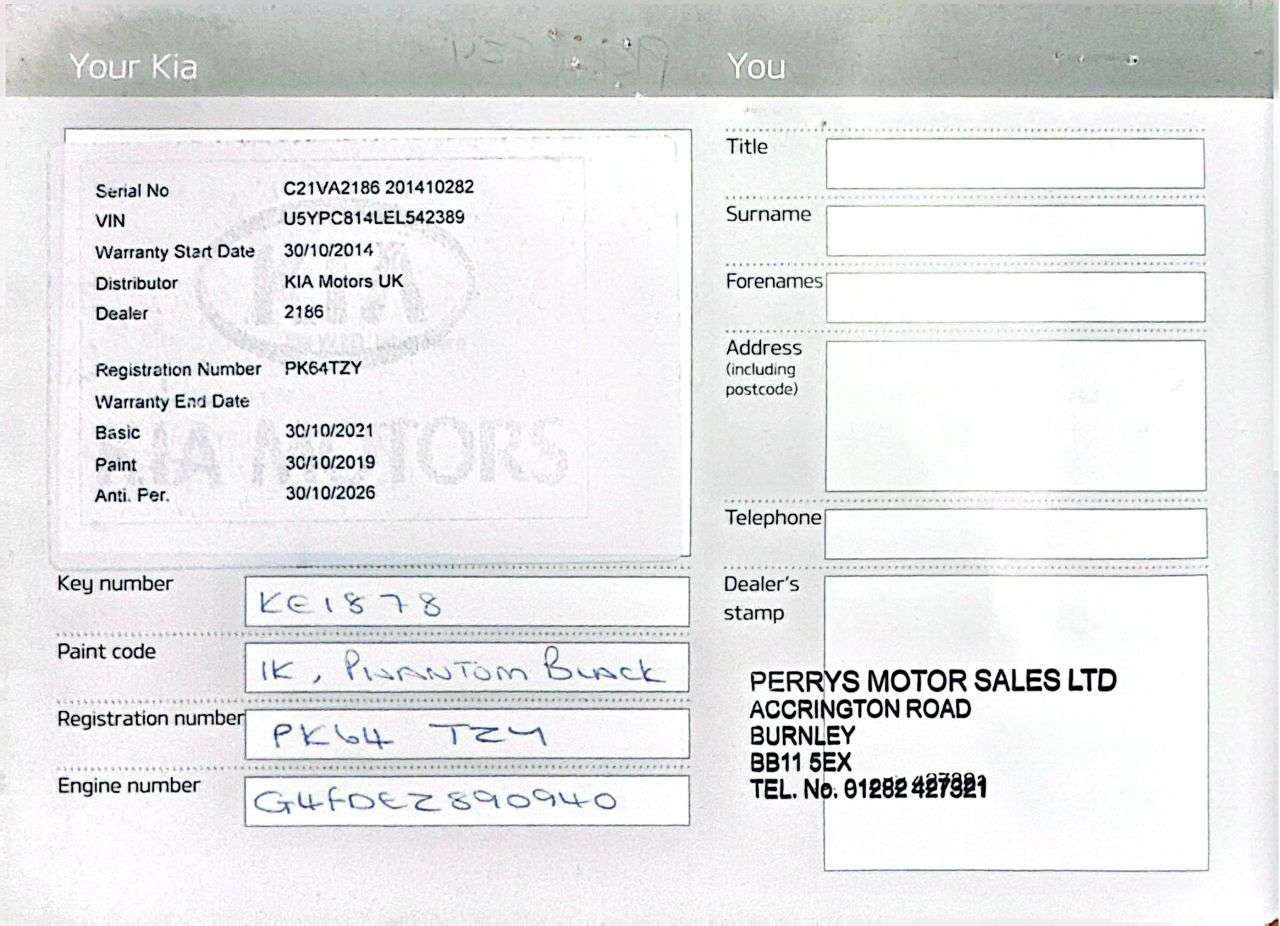 Your Kia
Serial No C21VA2186 201410282
VIN U5YPC814LEL542389
Warranty Start Date 30/10/2014
Distributor KIA Motors UK
Dealer 2186
Registration Number PK64TZY
Warranty End Date
Basic 30/10/2021
Paint 30/10/2019
Anti. Per. 30/10/2026
KIA MOTORS
Key number KE1878
Paint code 1K, PHANTOM BLACK
Registration number PK64 TZY
Engine number G4FDEZ890940
You
Title
Surname
Forenames
Address
(including
postcode)
Telephone
Dealer's
stamp
PERRYS MOTOR SALES LTD
ACCRINGTON ROAD
BURNLEY
BB11 5EX
TEL. No. 01282 427321